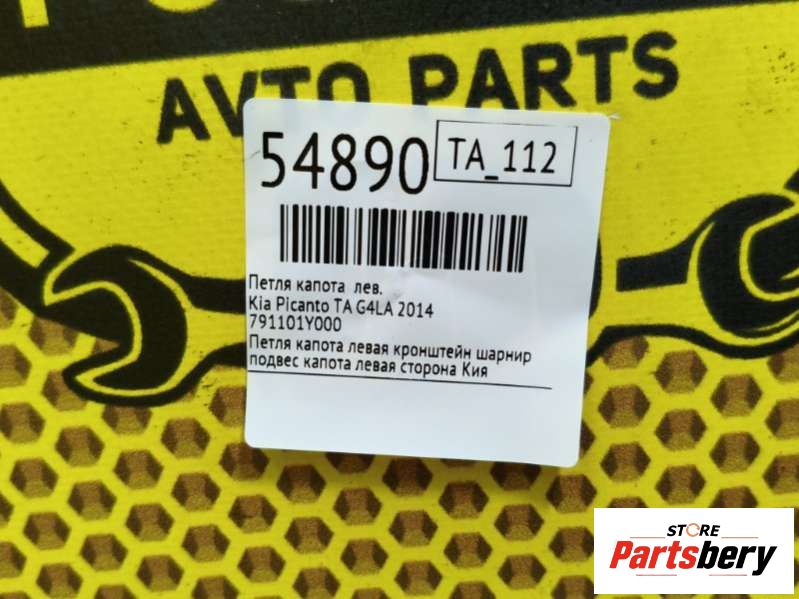 AVTO PARTS
54890
TA_112
Петля капота лев.
Kia Picanto TA G4LA 2014
791101Y000
Петля капота левая кронштейн шарнир
подвес капота левая сторона Кия
STORE
Partsbery